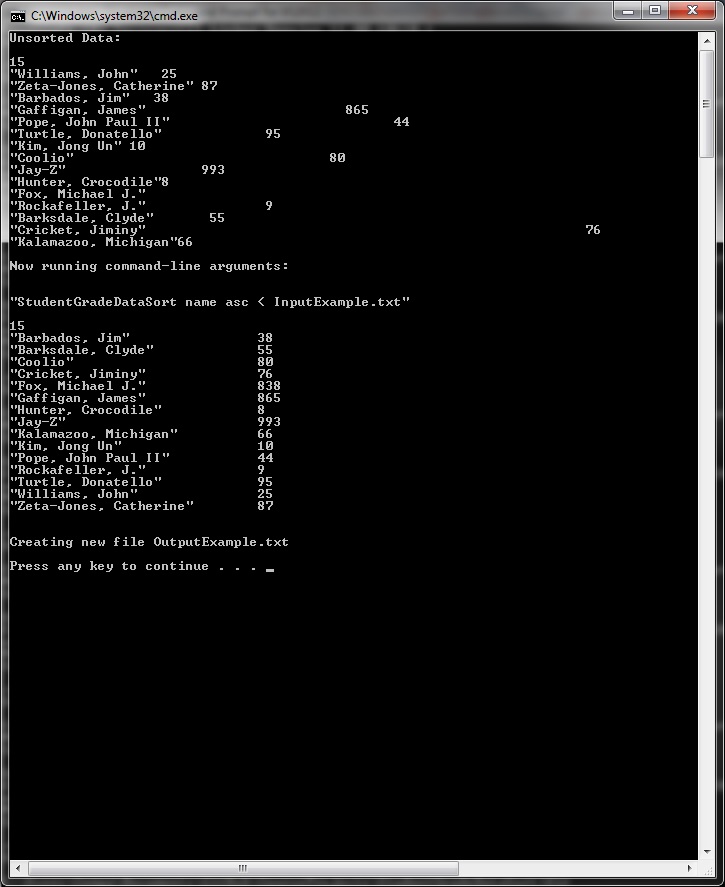 C:\Windows\system32\cmd.exe
Unsorted Data:
15
"Williams, John" 25
"Zeta-Jones, Catherine" 87
"Barbados, Jim" 38
"Gaffigan, James" 865
"Pope, John Paul II" 44
"Turtle, Donatello" 95
"Kim, Jong Un" 10
"Coolio" 80
"Jay-Z" 993
"Hunter, Crocodile"8
"Fox, Michael J."
"Rockafeller, J." 9
"Barksdale, Clyde" 55
"Cricket, Jiminy" 76
"Kalamazoo, Michigan"66
Now running command-line arguments:
"StudentGradeDataSort name asc < InputExample.txt"
15
"Barbados, Jim" 38
"Barksdale, Clyde" 55
"Coolio" 80
"Cricket, Jiminy" 76
"Fox, Michael J." 838
"Gaffigan, James" 865
"Hunter, Crocodile" 8
"Jay-Z" 993
"Kalamazoo, Michigan" 66
"Kim, Jong Un" 10
"Pope, John Paul II" 44
"Rockafeller, J." 9
"Turtle, Donatello" 95
"Williams, John" 25
"Zeta-Jones, Catherine" 87
Creating new file OutputExample.txt
Press any key to continue . . . _